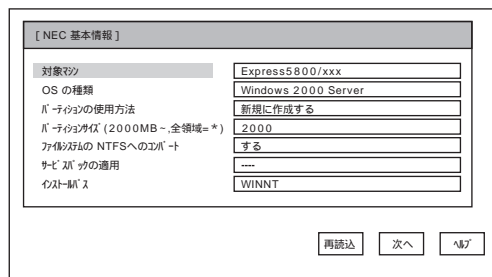 [ NEC 基本情報 ]
対象ﾏｼﾝ Express5800/xxx
OS の種類 Windows 2000 Server
ﾊﾟｰﾃｨｼｮﾝの使用方法 新規に作成する
ﾊﾟｰﾃｨｼｮﾝｻｲｽﾞ(2000MB~,全領域=*) 2000
ﾌｧｲﾙｼｽﾃﾑの NTFSへのｺﾝﾊﾞｰﾄ する
ｻｰﾋﾞｽﾊﾟｯｸの適用 ----
ｲﾝｽﾄｰﾙﾊﾟｽ WINNT
再読込 次へ ﾍﾙﾌﾟ